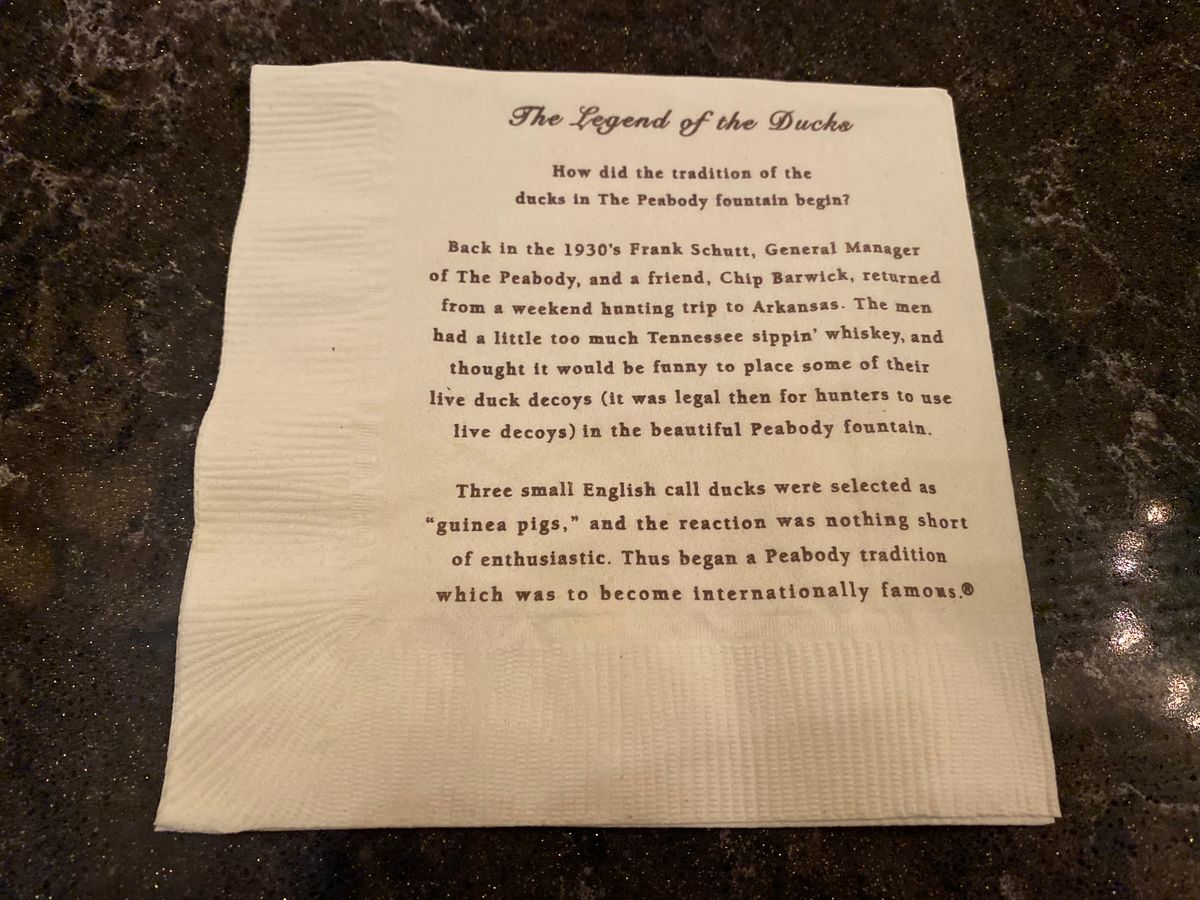 The Legend of the Ducks
How did the tradition of the
ducks in The Peabody fountain begin?
Back in the 1930's Frank Schutt, General Manager
of The Peabody, and a friend, Chip Barwick, returned
from a weekend hunting trip to Arkansas. The men
had a little too much Tennessee sippin' whiskey, and
thought it would be funny to place some of their
live duck decoys (it was legal then for hunters to use
live decoys) in the beautiful Peabody fountain.
Three small English call ducks were selected as
“guinea pigs,” and the reaction was nothing short
of enthusiastic. Thus began a Peabody tradition
which was to become internationally famous.®